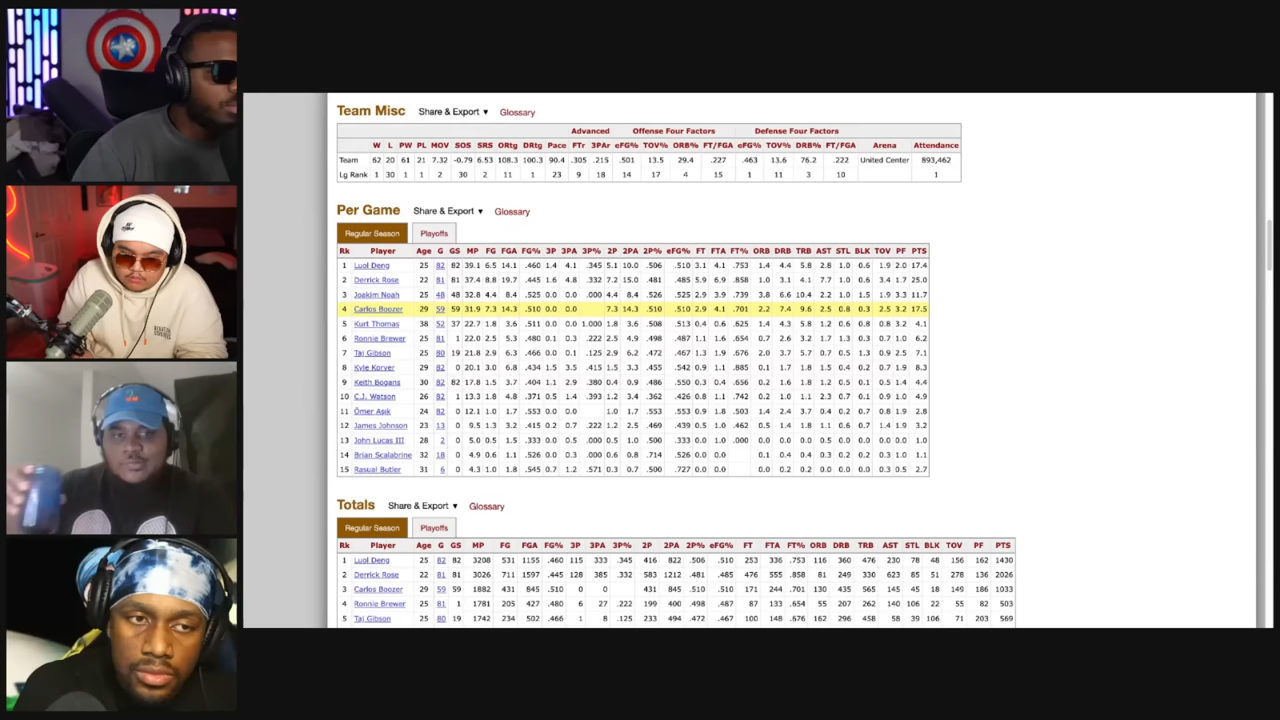 Team Misc Share & Export ▼ Glossary
Advanced Offense Four Factors Defense Four Factors
W L PW PL MOV SOS SRS ORtg DRtg Pace FTr 3PAr eFG% TOV% ORB% FT/FGA eFG% TOV% DRB% FT/FGA Arena Attendance
Team 62 20 61 21 7.32 -0.79 6.53 108.3 100.3 90.4 .305 .215 .501 13.5 29.4 .227 .463 13.6 76.2 .222 United Center 893,462
Lg Rank 1 30 1 1 2 30 2 11 1 23 9 18 14 17 4 15 1 11 3 10 1
Per Game Share & Export ▼ Glossary
Regular Season Playoffs
Rk Player Age G GS MP FG FGA FG% 3P 3PA 3P% 2P 2PA 2P% eFG% FT FTA FT% ORB DRB TRB AST STL BLK TOV PF PTS
1 Luol Deng 25 82 82 39.1 6.5 14.1 .460 1.4 4.1 .345 5.1 10.0 .506 .510 3.1 4.1 .753 1.4 4.4 5.8 2.8 1.0 0.6 1.9 2.0 17.4
2 Derrick Rose 22 81 81 37.4 8.8 19.7 .445 1.6 4.8 .332 7.2 15.0 .481 .485 5.9 6.9 .858 1.0 3.1 4.1 7.7 1.0 0.6 3.4 1.7 25.0
3 Joakim Noah 25 48 48 32.8 4.4 8.4 .525 0.0 0.0 .000 4.4 8.4 .526 .525 2.9 3.9 .739 3.8 6.6 10.4 2.2 1.0 1.5 1.9 3.3 11.7
4 Carlos Boozer 29 59 59 31.9 7.3 14.3 .510 0.0 0.0 7.3 14.3 .510 .510 2.9 4.1 .701 2.2 7.4 9.6 2.5 0.8 0.3 2.5 3.2 17.5
5 Kurt Thomas 38 52 37 22.7 1.8 3.6 .511 0.0 0.0 1.000 1.8 3.6 .508 .513 0.4 0.6 .625 1.4 4.3 5.8 1.2 0.6 0.8 0.8 3.2 4.1
6 Ronnie Brewer 25 81 1 22.0 2.5 5.3 .480 0.1 0.3 .222 2.5 4.9 .498 .487 1.1 1.6 .654 0.7 2.6 3.2 1.7 1.3 0.3 0.7 1.0 6.2
7 Taj Gibson 25 80 19 21.8 2.9 6.3 .466 0.0 0.1 .125 2.9 6.2 .472 .467 1.3 1.9 .676 2.0 3.7 5.7 0.7 0.5 1.3 0.9 2.5 7.1
8 Kyle Korver 29 82 0 20.1 3.0 6.8 .434 1.5 3.5 .415 1.5 3.3 .455 .542 0.9 1.1 .885 0.1 1.7 1.8 1.5 0.4 0.2 0.7 1.9 8.3
9 Keith Bogans 30 82 82 17.8 1.5 3.7 .404 1.1 2.9 .380 0.4 0.9 .486 .550 0.3 0.4 .656 0.2 1.6 1.8 1.2 0.5 0.1 0.5 1.4 4.4
10 C.J. Watson 26 82 1 13.3 1.8 4.8 .371 0.5 1.4 .393 1.2 3.4 .362 .426 0.8 1.1 .742 0.2 1.0 1.1 2.3 0.7 0.1 0.9 1.0 4.9
11 Ömer Aşık 24 82 0 12.1 1.0 1.7 .553 0.0 0.0 1.0 1.7 .553 .553 0.9 1.8 .503 1.4 2.4 3.7 0.4 0.2 0.7 0.8 1.9 2.8
12 James Johnson 23 13 0 9.5 1.3 3.2 .415 0.2 0.7 .222 1.2 2.5 .469 .439 0.5 1.0 .462 0.5 1.4 1.8 1.1 0.6 0.7 1.4 1.9 3.2
13 John Lucas III 28 2 0 5.0 0.5 1.5 .333 0.0 0.5 .000 0.5 1.0 .500 .333 0.0 1.0 .000 0.0 0.0 0.0 0.5 0.0 0.0 0.0 0.0 1.0
14 Brian Scalabrine 32 18 0 4.9 0.6 1.1 .526 0.0 0.3 .000 0.6 0.8 .714 .526 0.0 0.0 0.1 0.4 0.4 0.3 0.2 0.2 0.3 1.0 1.1
15 Rasual Butler 31 6 0 4.3 1.0 1.8 .545 0.7 1.2 .571 0.3 0.7 .500 .727 0.0 0.0 0.0 0.2 0.2 0.0 0.2 0.2 0.3 0.5 2.7
Totals Share & Export ▼ Glossary
Regular Season Playoffs
Rk Player Age G GS MP FG FGA FG% 3P 3PA 3P% 2P 2PA 2P% eFG% FT FTA FT% ORB DRB TRB AST STL BLK TOV PF PTS
1 Luol Deng 25 82 82 3208 531 1155 .460 115 333 .345 416 822 .506 .510 253 336 .753 116 360 476 230 78 48 156 162 1430
2 Derrick Rose 22 81 81 3026 711 1597 .445 128 385 .332 583 1212 .481 .485 476 555 .858 81 249 330 623 85 51 278 136 2026
3 Carlos Boozer 29 59 59 1882 431 845 .510 0 0 431 845 .510 .510 171 244 .701 130 435 565 145 45 18 149 186 1033
4 Ronnie Brewer 25 81 1 1781 205 427 .480 6 27 .222 199 400 .498 .487 87 133 .654 55 207 262 140 106 22 55 82 503
5 Taj Gibson 25 80 19 1742 234 502 .466 1 8 .125 233 494 .472 .467 100 148 .676 162 296 458 58 39 106 71 203 569